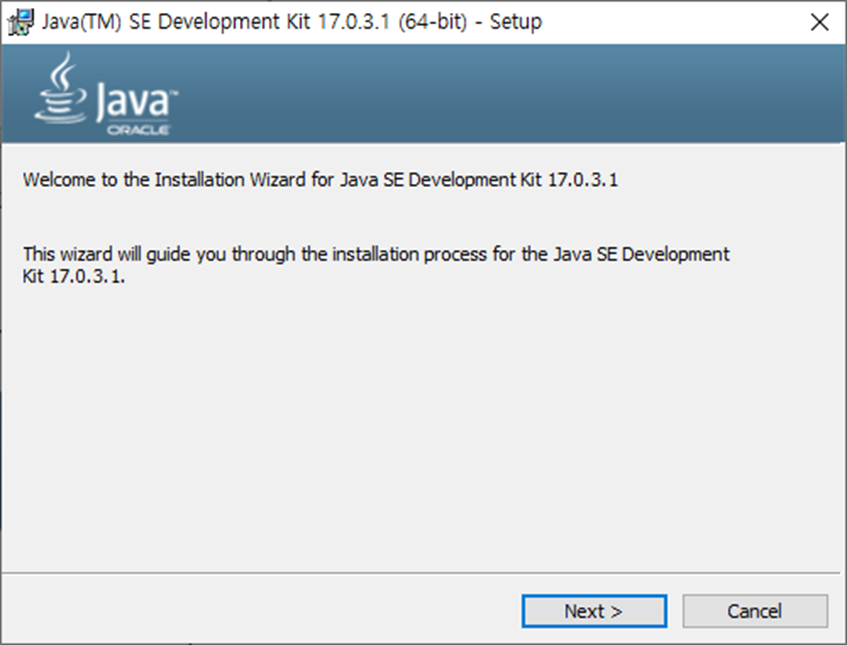 Java(TM) SE Development Kit 17.0.3.1 (64-bit) - Setup
Java™
ORACLE
Welcome to the Installation Wizard for Java SE Development Kit 17.0.3.1
This wizard will guide you through the installation process for the Java SE Development
Kit 17.0.3.1.
Next >
Cancel